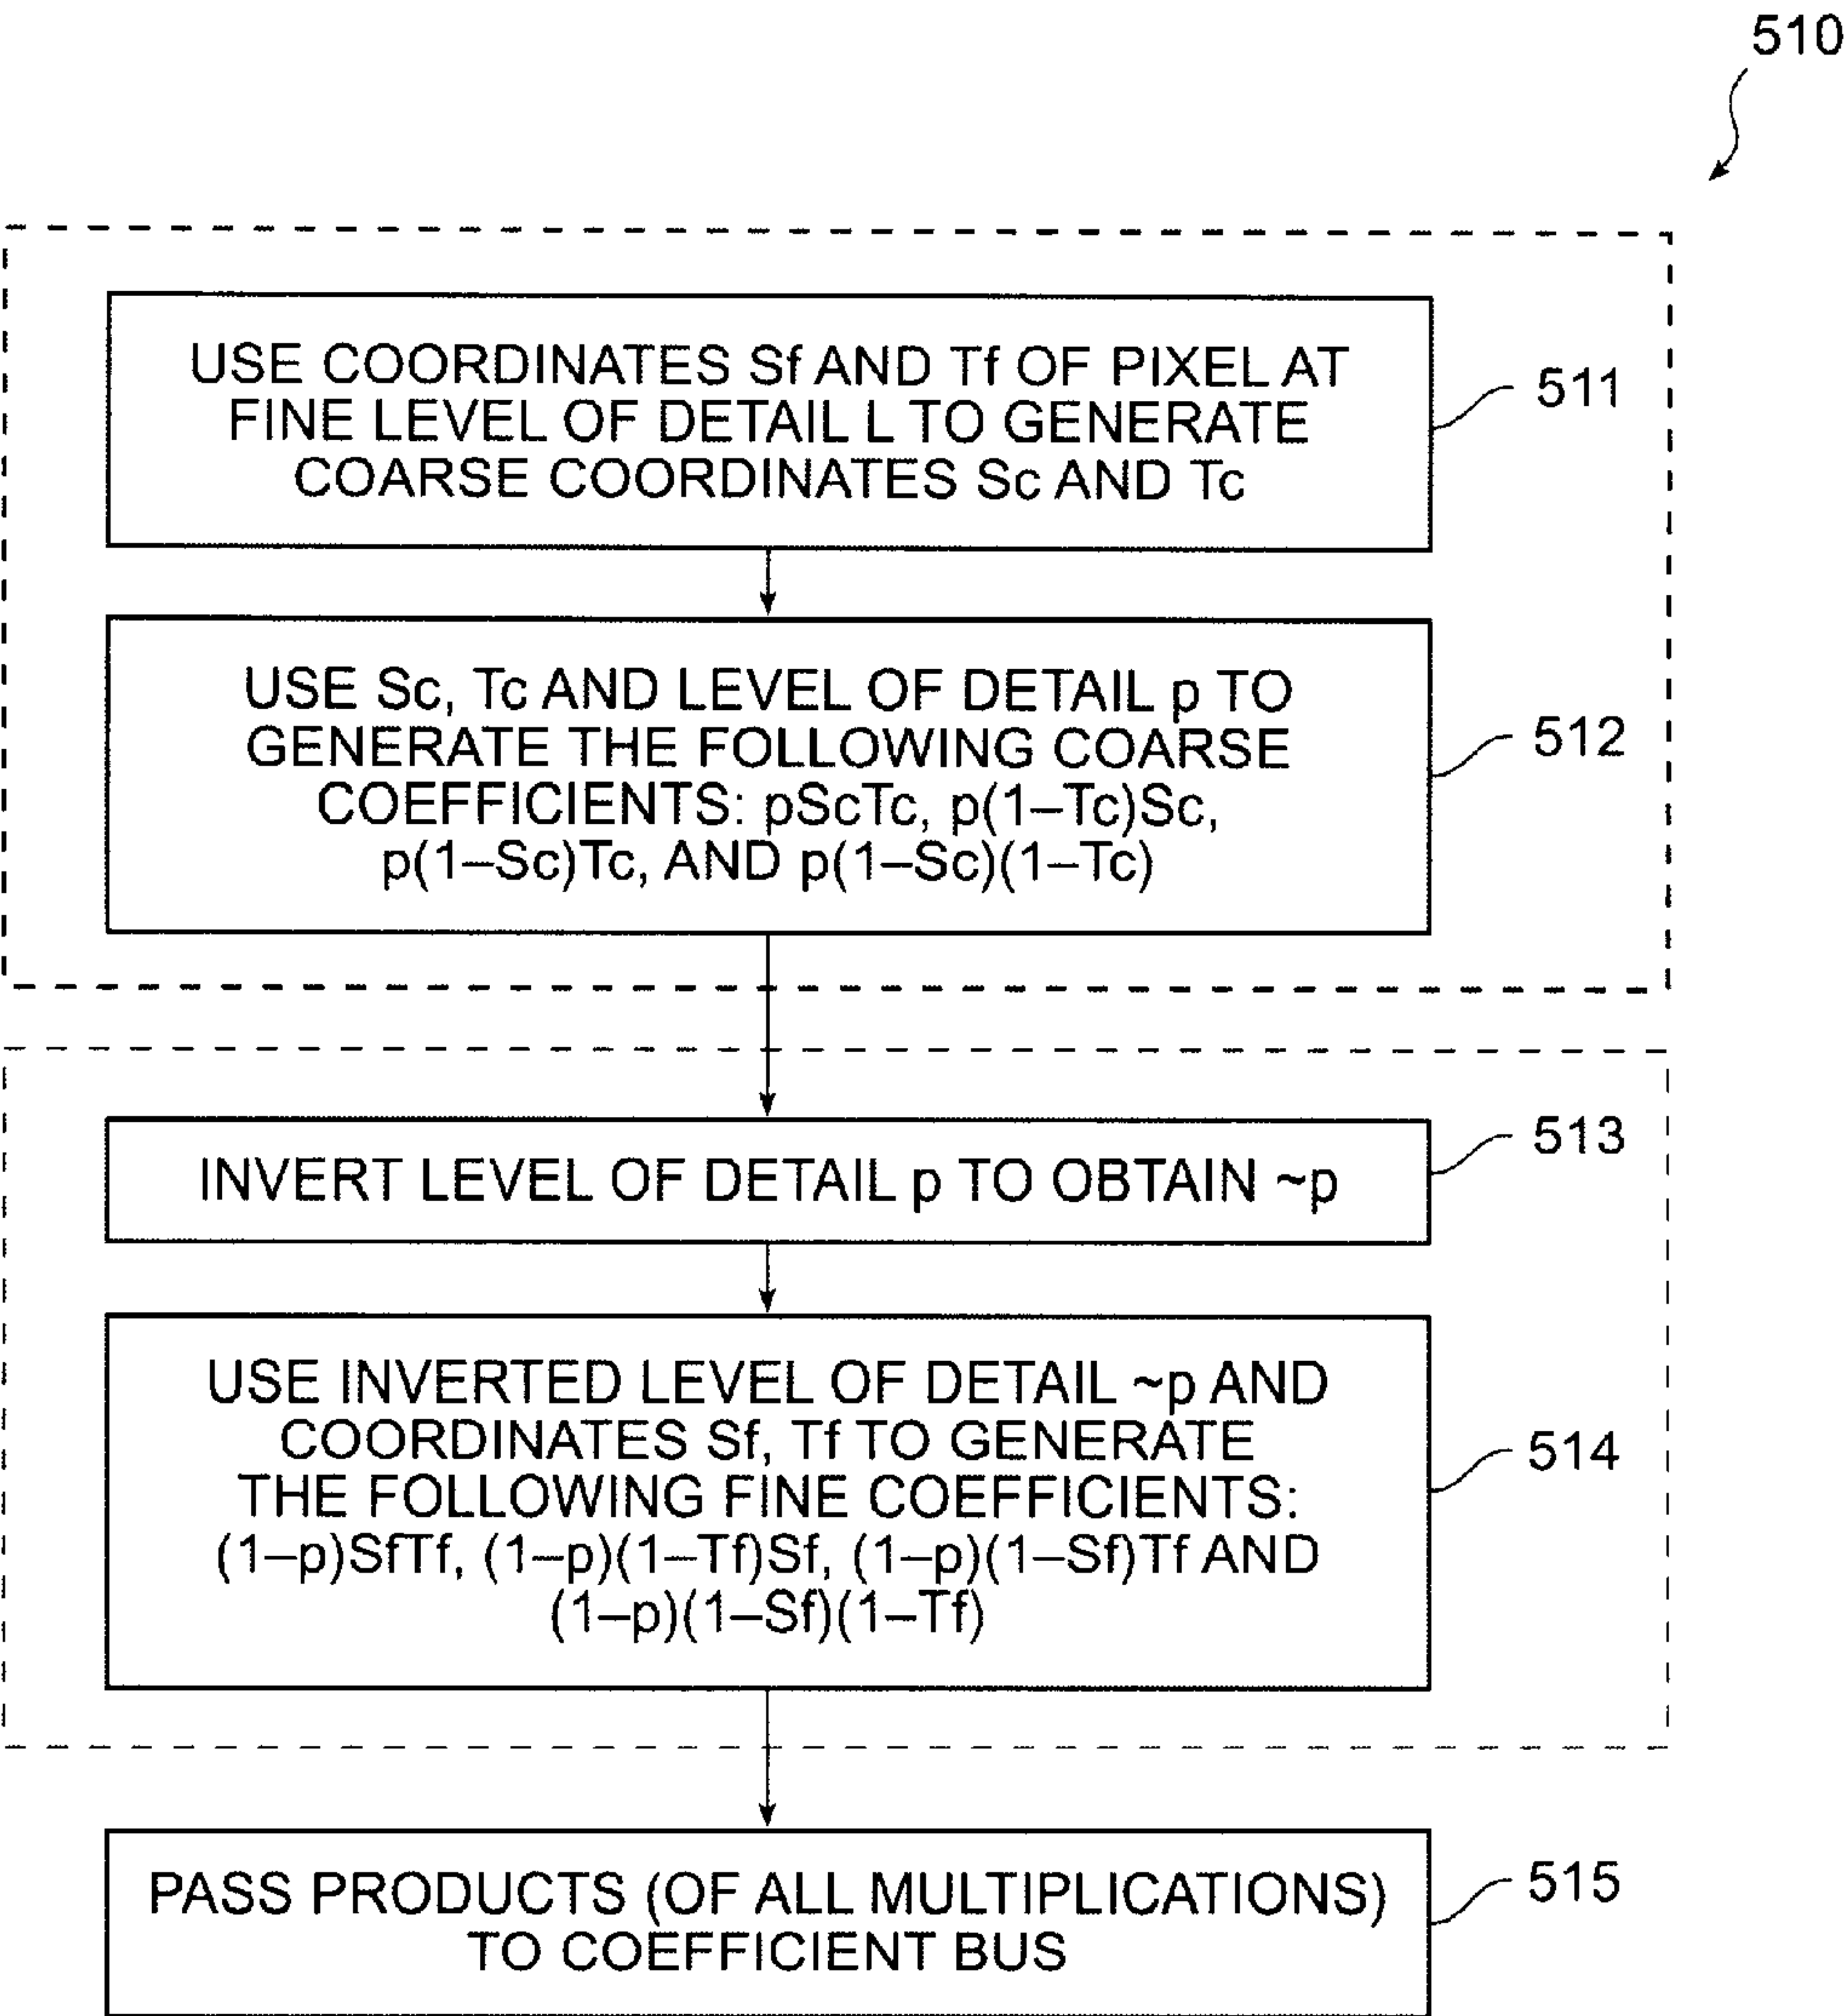 510
USE COORDINATES Sf AND Tf OF PIXEL AT
FINE LEVEL OF DETAIL L TO GENERATE
COARSE COORDINATES Sc AND Tc
511
USE Sc, Tc AND LEVEL OF DETAIL p TO
GENERATE THE FOLLOWING COARSE
COEFFICIENTS: pScTc, p(1–Tc)Sc,
p(1–Sc)Tc, AND p(1–Sc)(1–Tc)
512
INVERT LEVEL OF DETAIL p TO OBTAIN ~p
513
USE INVERTED LEVEL OF DETAIL ~p AND
COORDINATES Sf, Tf TO GENERATE
THE FOLLOWING FINE COEFFICIENTS:
(1–p)SfTf, (1–p)(1–Tf)Sf, (1–p)(1–Sf)Tf AND
(1–p)(1–Sf)(1–Tf)
514
PASS PRODUCTS (OF ALL MULTIPLICATIONS)
TO COEFFICIENT BUS
515